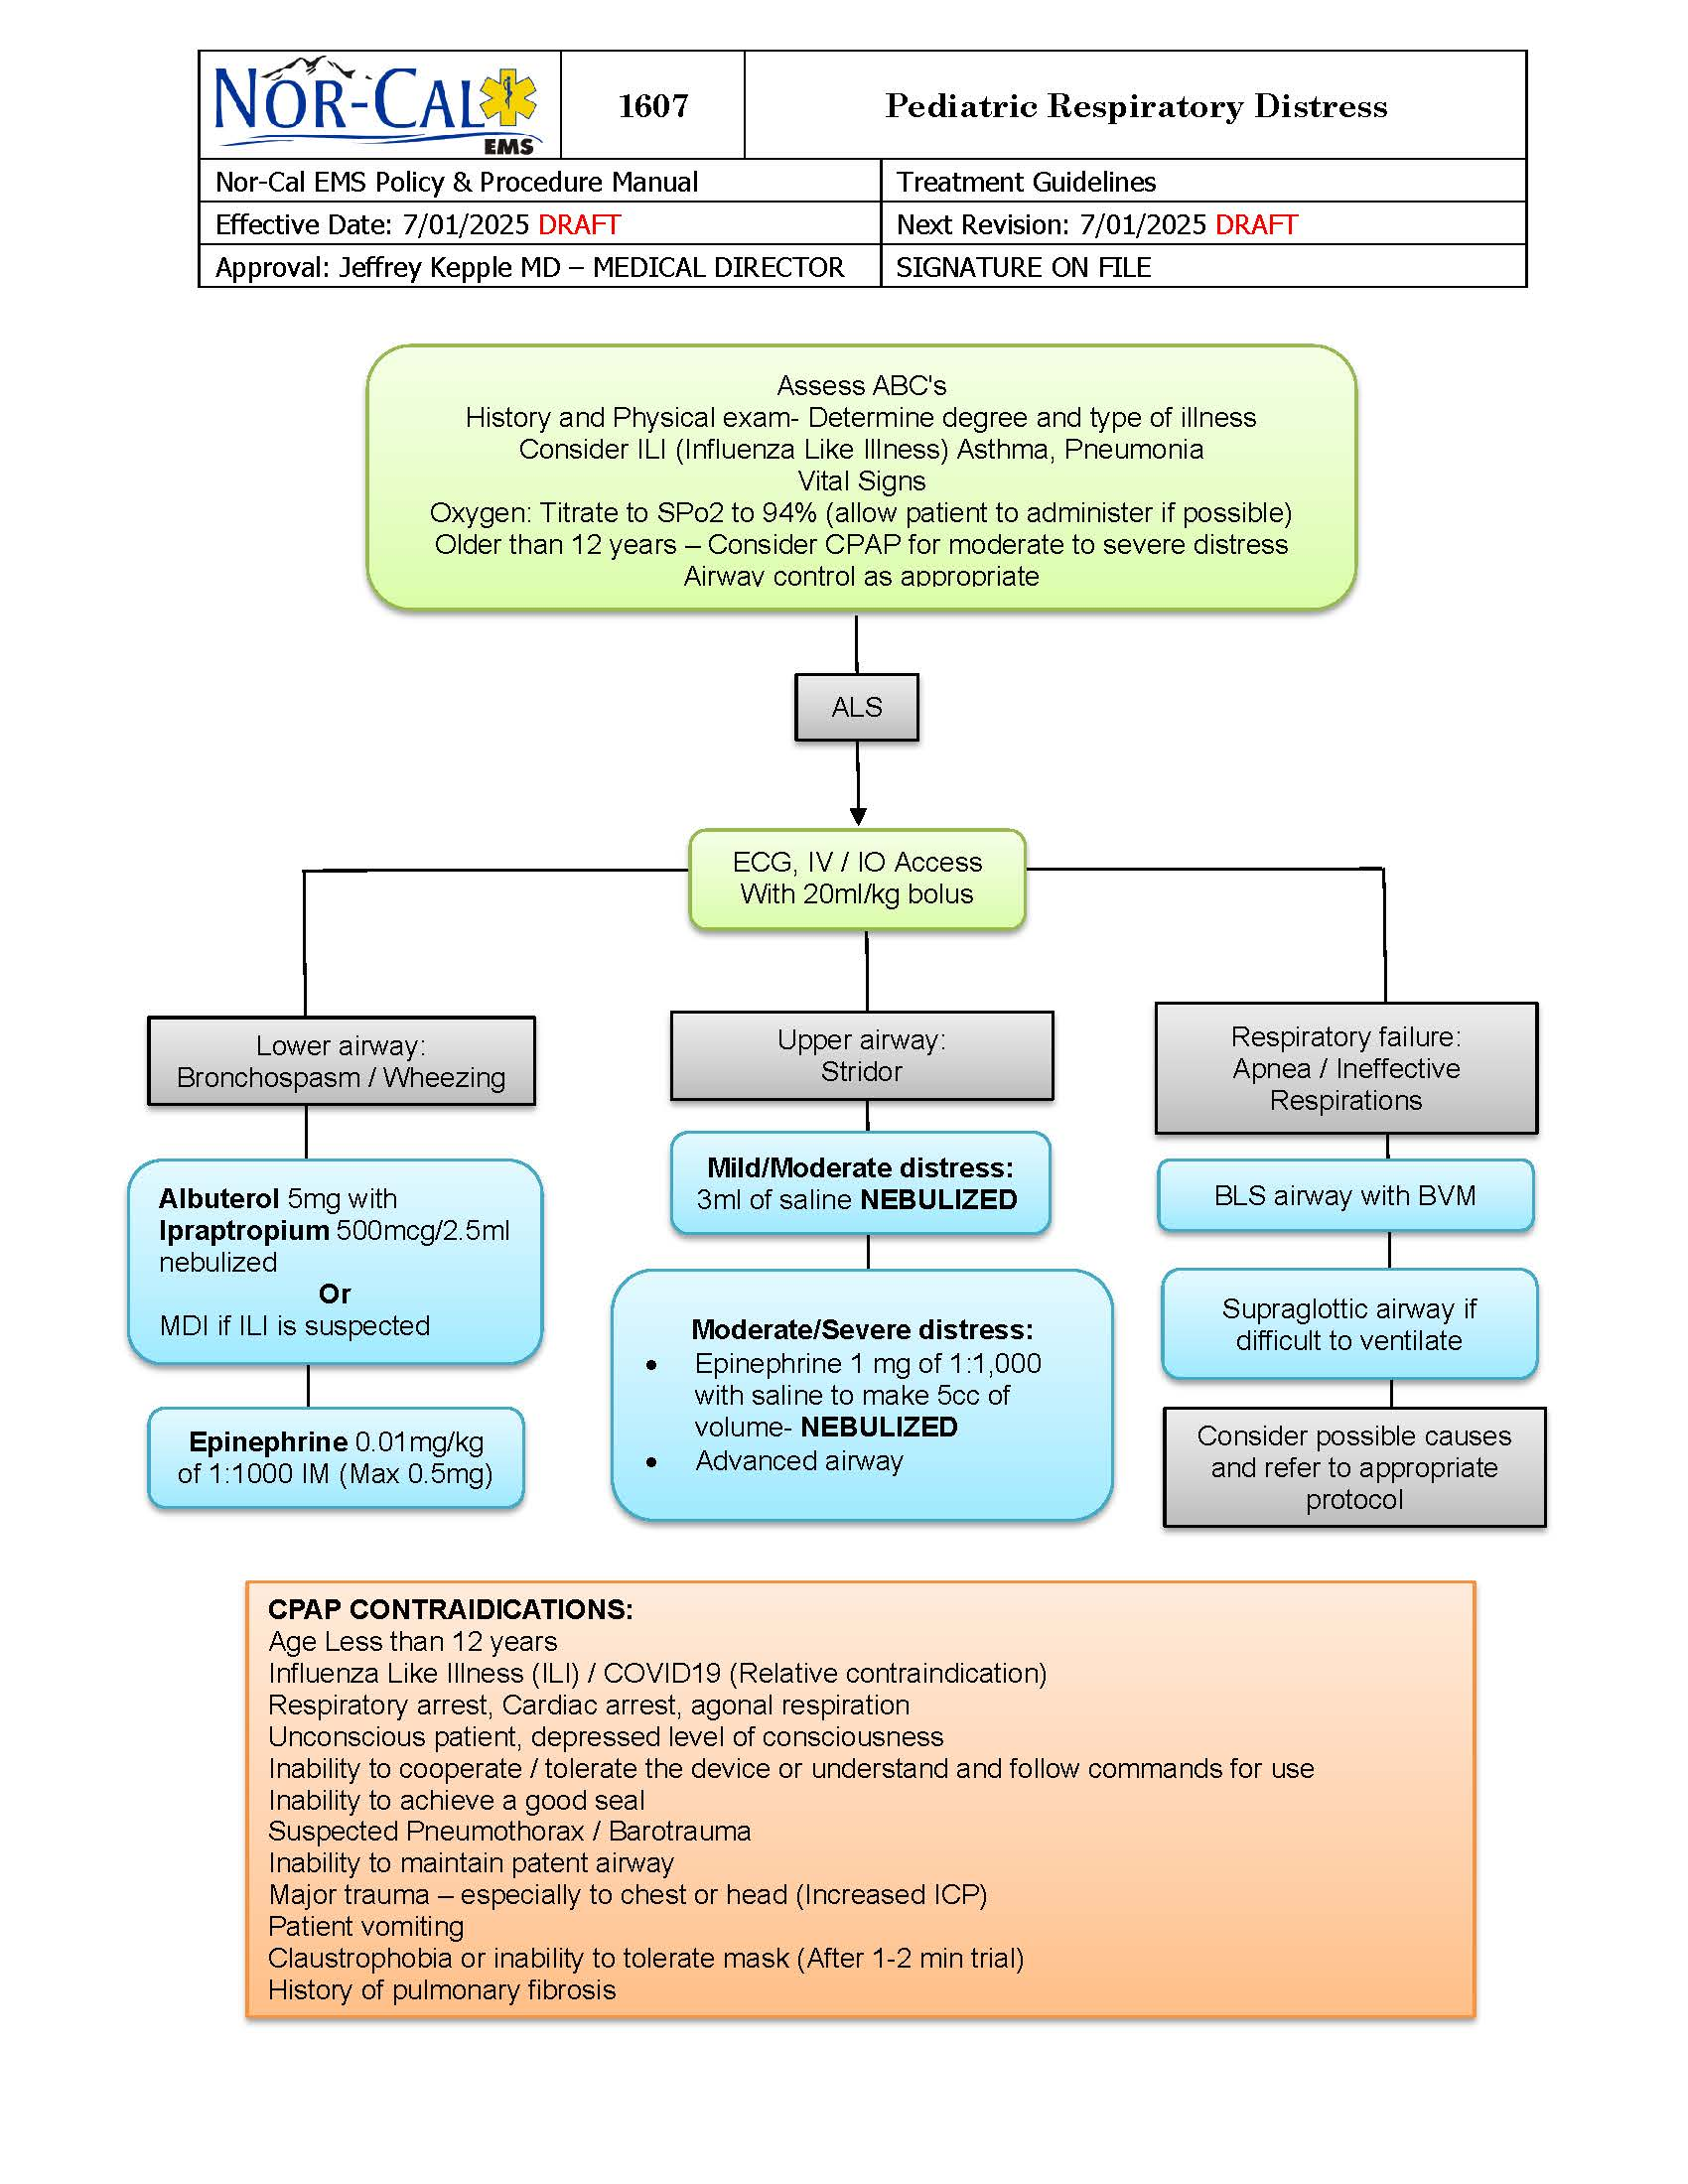 NOR-CAL
EMS
1607
Pediatric Respiratory Distress
Nor-Cal EMS Policy & Procedure Manual
Treatment Guidelines
Effective Date: 7/01/2025 DRAFT
Next Revision: 7/01/2025 DRAFT
Approval: Jeffrey Kepple MD – MEDICAL DIRECTOR
SIGNATURE ON FILE
Assess ABC's
History and Physical exam- Determine degree and type of illness
Consider ILI (Influenza Like Illness) Asthma, Pneumonia
Vital Signs
Oxygen: Titrate to SPo2 to 94% (allow patient to administer if possible)
Older than 12 years – Consider CPAP for moderate to severe distress
Airway control as appropriate
ALS
ECG, IV / IO Access
With 20ml/kg bolus
Lower airway:
Bronchospasm / Wheezing
Albuterol 5mg with
Ipraptropium 500mcg/2.5ml
nebulized
Or
MDI if ILI is suspected
Epinephrine 0.01mg/kg
of 1:1000 IM (Max 0.5mg)
Upper airway:
Stridor
Mild/Moderate distress:
3ml of saline NEBULIZED
Moderate/Severe distress:
• Epinephrine 1 mg of 1:1,000
with saline to make 5cc of
volume- NEBULIZED
• Advanced airway
Respiratory failure:
Apnea / Ineffective
Respirations
BLS airway with BVM
Supraglottic airway if
difficult to ventilate
Consider possible causes
and refer to appropriate
protocol
CPAP CONTRAIDICATIONS:
Age Less than 12 years
Influenza Like Illness (ILI) / COVID19 (Relative contraindication)
Respiratory arrest, Cardiac arrest, agonal respiration
Unconscious patient, depressed level of consciousness
Inability to cooperate / tolerate the device or understand and follow commands for use
Inability to achieve a good seal
Suspected Pneumothorax / Barotrauma
Inability to maintain patent airway
Major trauma – especially to chest or head (Increased ICP)
Patient vomiting
Claustrophobia or inability to tolerate mask (After 1-2 min trial)
History of pulmonary fibrosis